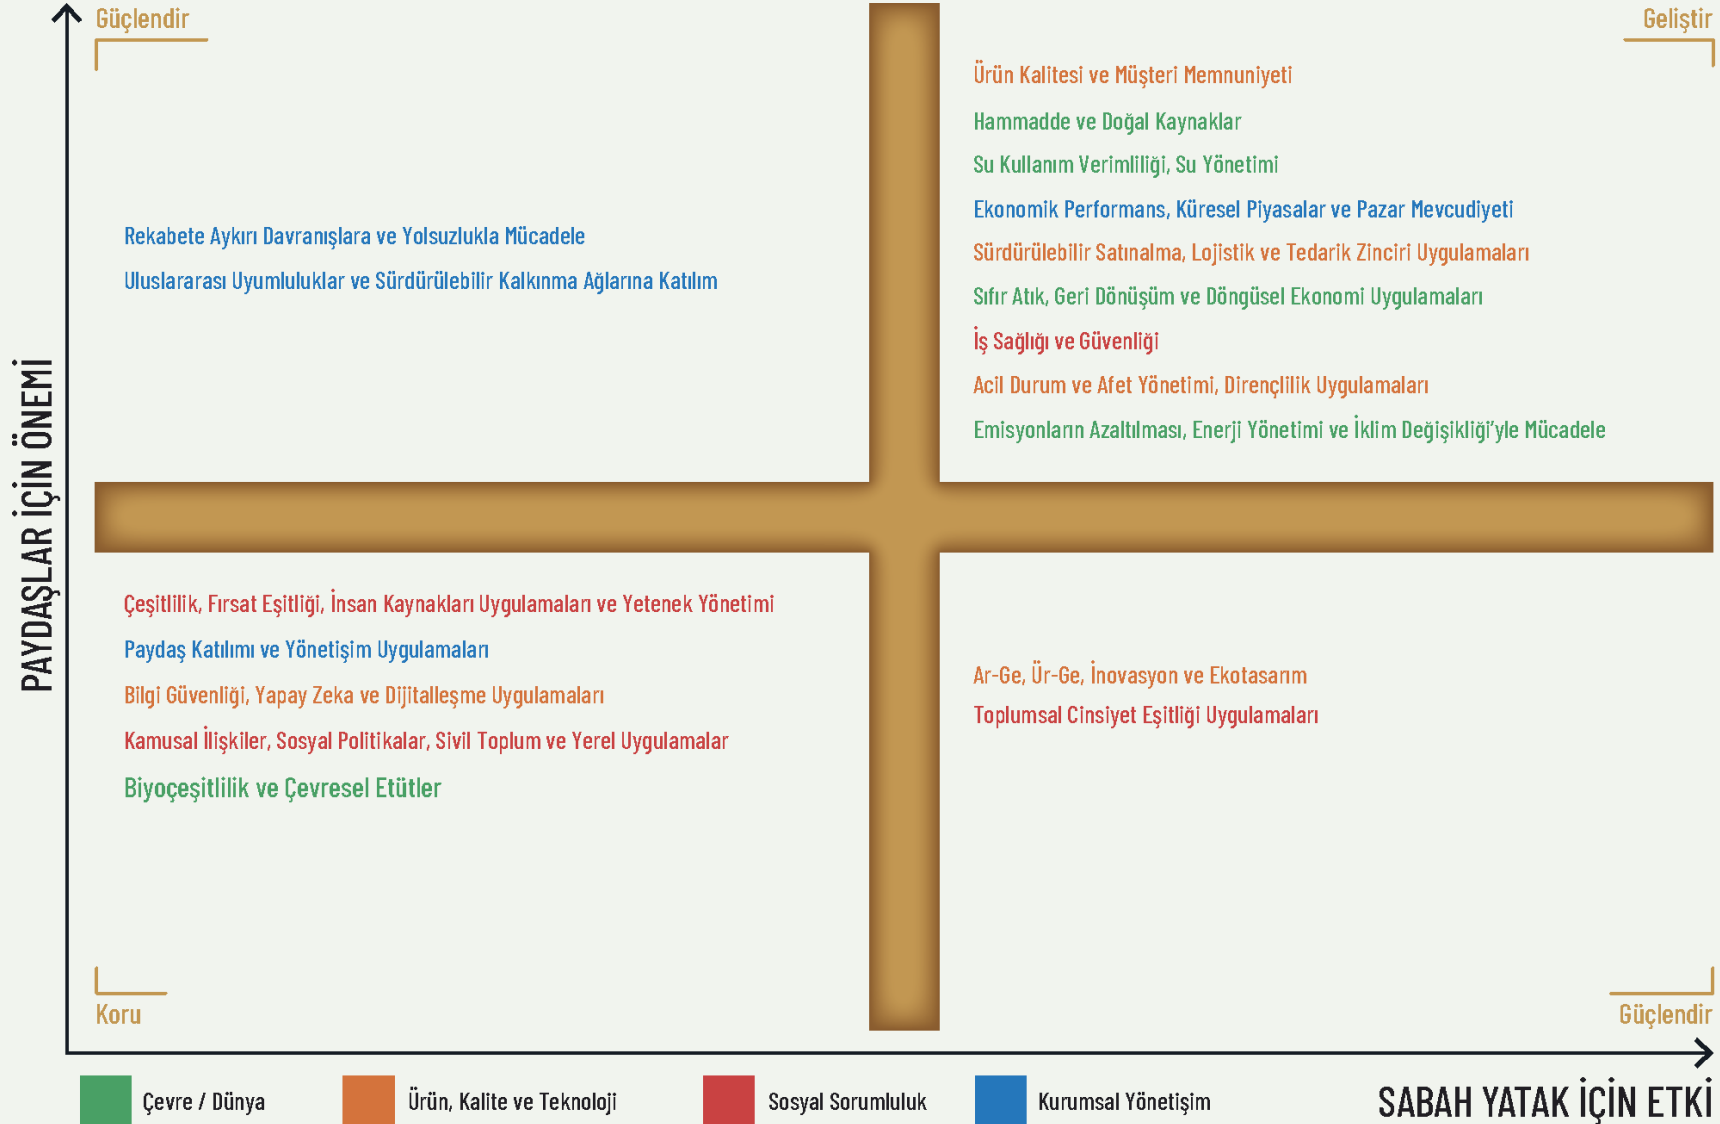 Güçlendir
Geliştir
Ürün Kalitesi ve Müşteri Memnuniyeti
Hammadde ve Doğal Kaynaklar
Su Kullanım Verimliliği, Su Yönetimi
Ekonomik Performans, Küresel Piyasalar ve Pazar Mevcudiyeti
Sürdürülebilir Satınalma, Lojistik ve Tedarik Zinciri Uygulamaları
Sıfır Atık, Geri Dönüşüm ve Döngüsel Ekonomi Uygulamaları
İş Sağlığı ve Güvenliği
Acil Durum ve Afet Yönetimi, Dirençlilik Uygulamaları
Emisyonların Azaltılması, Enerji Yönetimi ve İklim Değişikliği’yle Mücadele
Rekabete Aykırı Davranışlara ve Yolsuzlukla Mücadele
Uluslararası Uyumluluklar ve Sürdürülebilir Kalkınma Ağlarına Katılım
PAYDAŞLAR İÇİN ÖNEMİ
Çeşitlilik, Fırsat Eşitliği, İnsan Kaynakları Uygulamaları ve Yetenek Yönetimi
Paydaş Katılımı ve Yönetişim Uygulamaları
Bilgi Güvenliği, Yapay Zeka ve Dijitalleşme Uygulamaları
Kamusal İlişkiler, Sosyal Politikalar, Sivil Toplum ve Yerel Uygulamalar
Biyoçeşitlilik ve Çevresel Etütler
Ar-Ge, Ür-Ge, İnovasyon ve Ekotasarım
Toplumsal Cinsiyet Eşitliği Uygulamaları
Koru
Güçlendir
Çevre / Dünya
Ürün, Kalite ve Teknoloji
Sosyal Sorumluluk
Kurumsal Yönetişim
SABAH YATAK İÇİN ETKİ